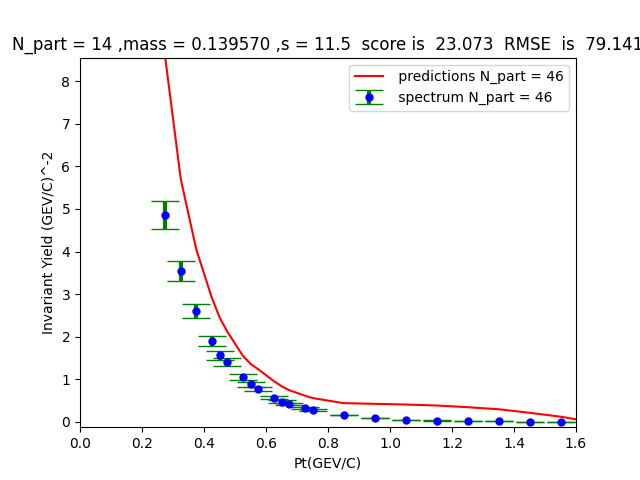 N_part = 14 ,mass = 0.139570 ,s = 11.5  score is  23.073  RMSE  is  79.141
predictions N_part = 46
spectrum N_part = 46
Invariant Yield (GEV/C)^-2
8
7
6
5
4
3
2
1
0
0.0 0.2 0.4 0.6 0.8 1.0 1.2 1.4 1.6
Pt(GEV/C)